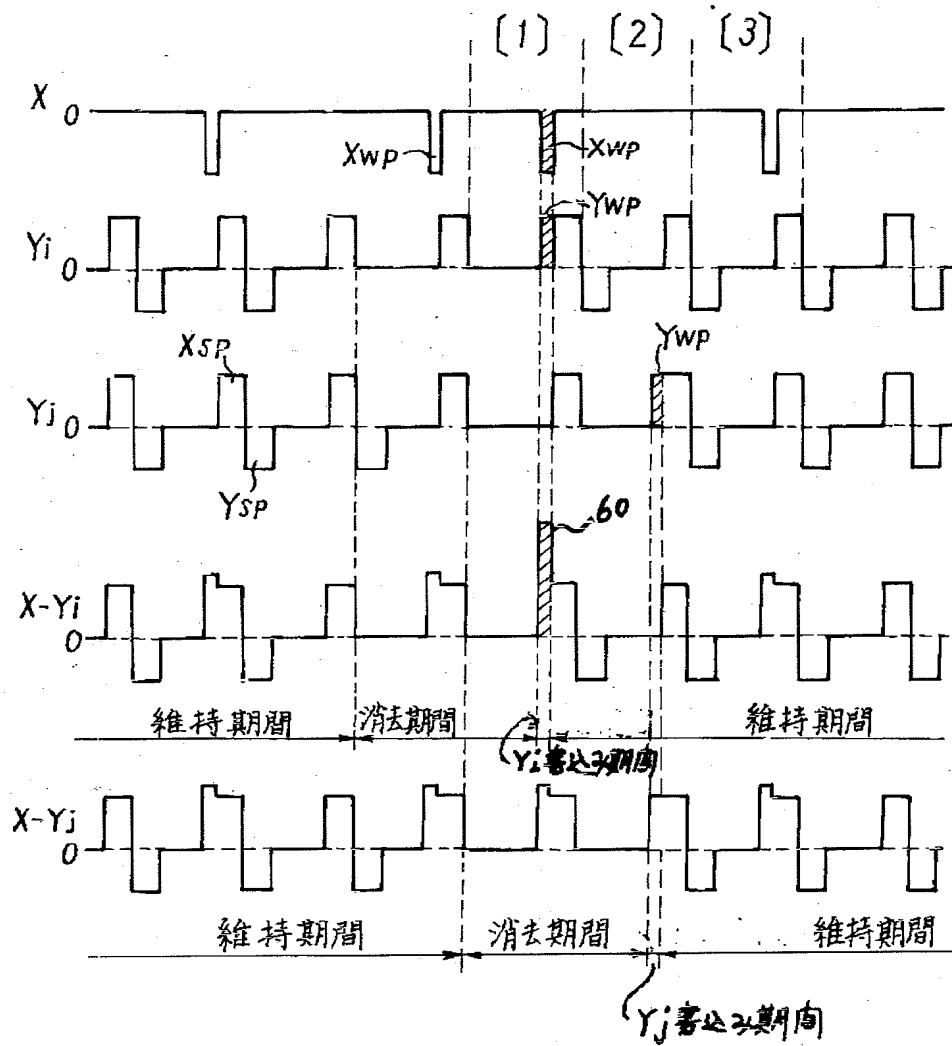 [1] [2] [3]
X 0
XWP XWP
YWP
Yi 0
XSP YWP
Yj 0
YSP
60
X-Yi
0
維持期間 消去期間 維持期間
Yi書込み期間
X-Yj
0
維持期間 消去期間 維持期間
Yj書込み期間